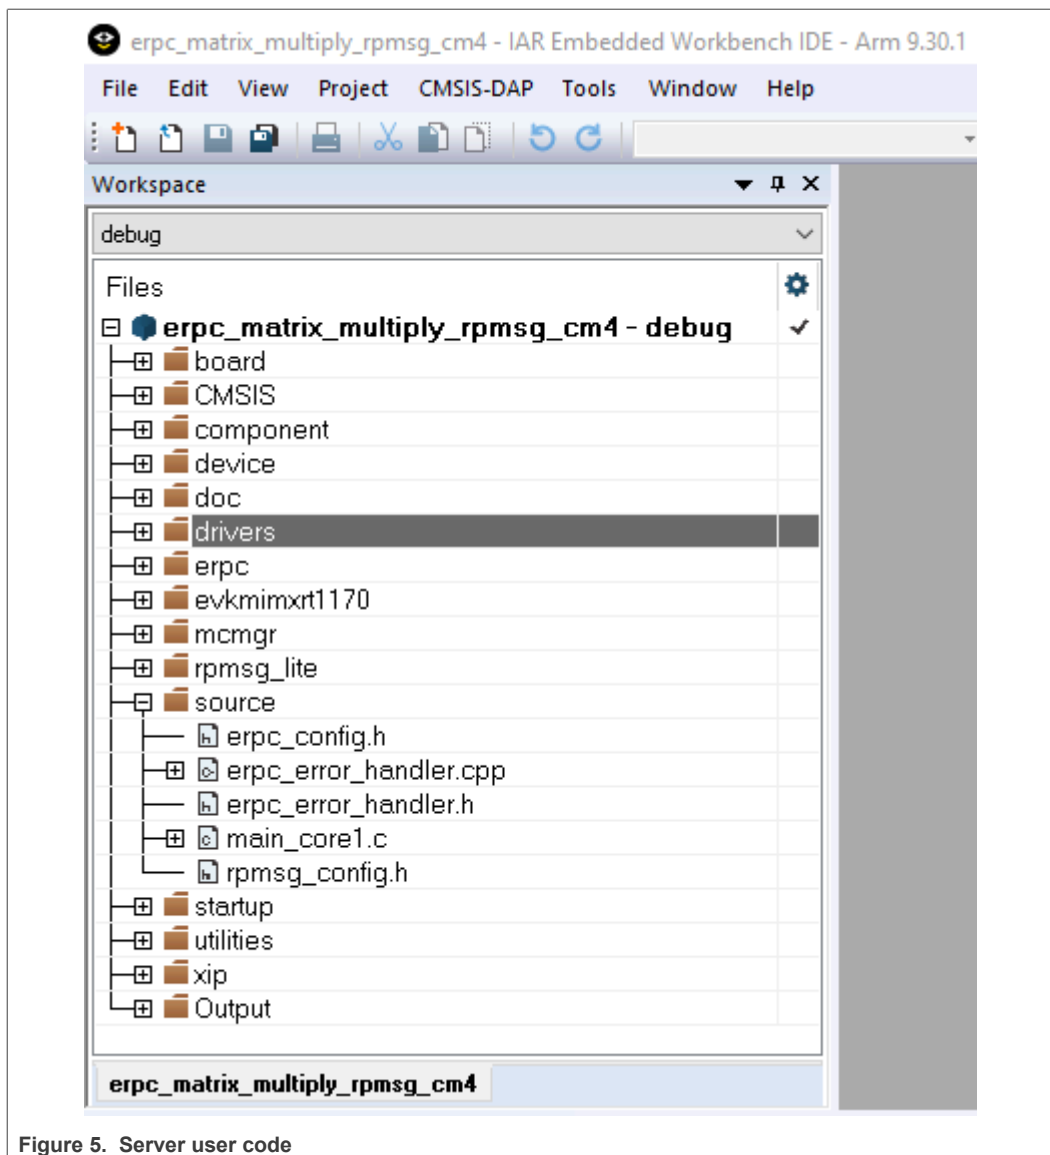 erpc_matrix_multiply_rpmsg_cm4 - IAR Embedded Workbench IDE - Arm 9.30.1
File Edit View Project CMSIS-DAP Tools Window Help
Workspace
debug
Files
erpc_matrix_multiply_rpmsg_cm4 - debug
board
CMSIS
component
device
doc
drivers
erpc
evkmimxrt1170
mcmgr
rpmsg_lite
source
erpc_config.h
erpc_error_handler.cpp
erpc_error_handler.h
main_core1.c
rpmsg_config.h
startup
utilities
xip
Output
erpc_matrix_multiply_rpmsg_cm4
Figure 5. Server user code